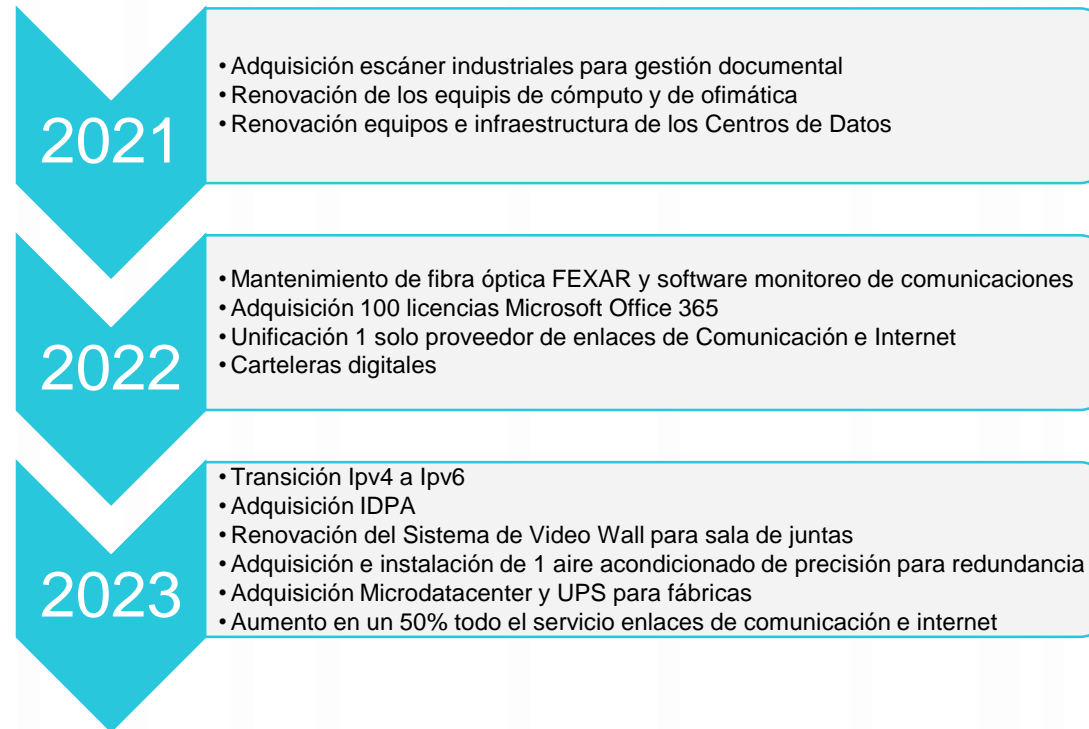 2021
• Adquisición escáner industriales para gestión documental
• Renovación de los equipis de cómputo y de ofimática
• Renovación equipos e infraestructura de los Centros de Datos
2022
• Mantenimiento de fibra óptica FEXAR y software monitoreo de comunicaciones
• Adquisición 100 licencias Microsoft Office 365
• Unificación 1 solo proveedor de enlaces de Comunicación e Internet
• Carteleras digitales
2023
• Transición Ipv4 a Ipv6
• Adquisición IDPA
• Renovación del Sistema de Video Wall para sala de juntas
• Adquisición e instalación de 1 aire acondicionado de precisión para redundancia
• Adquisición Microdatacenter y UPS para fábricas
• Aumento en un 50% todo el servicio enlaces de comunicación e internet